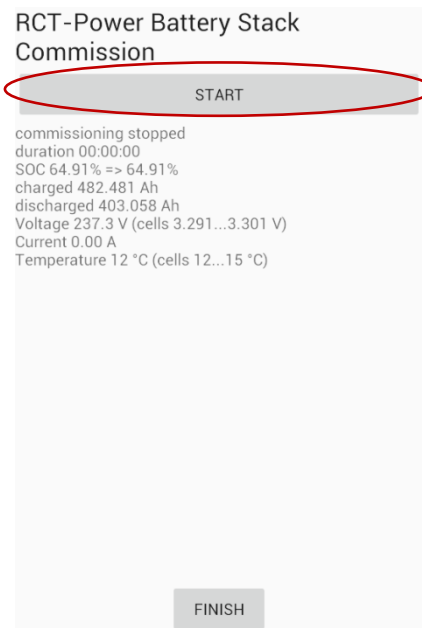 RCT-Power Battery Stack
Commission
START
commissioning stopped
duration 00:00:00
SOC 64.91% => 64.91%
charged 482.481 Ah
discharged 403.058 Ah
Voltage 237.3 V (cells 3.291...3.301 V)
Current 0.00 A
Temperature 12 °C (cells 12...15 °C)
FINISH